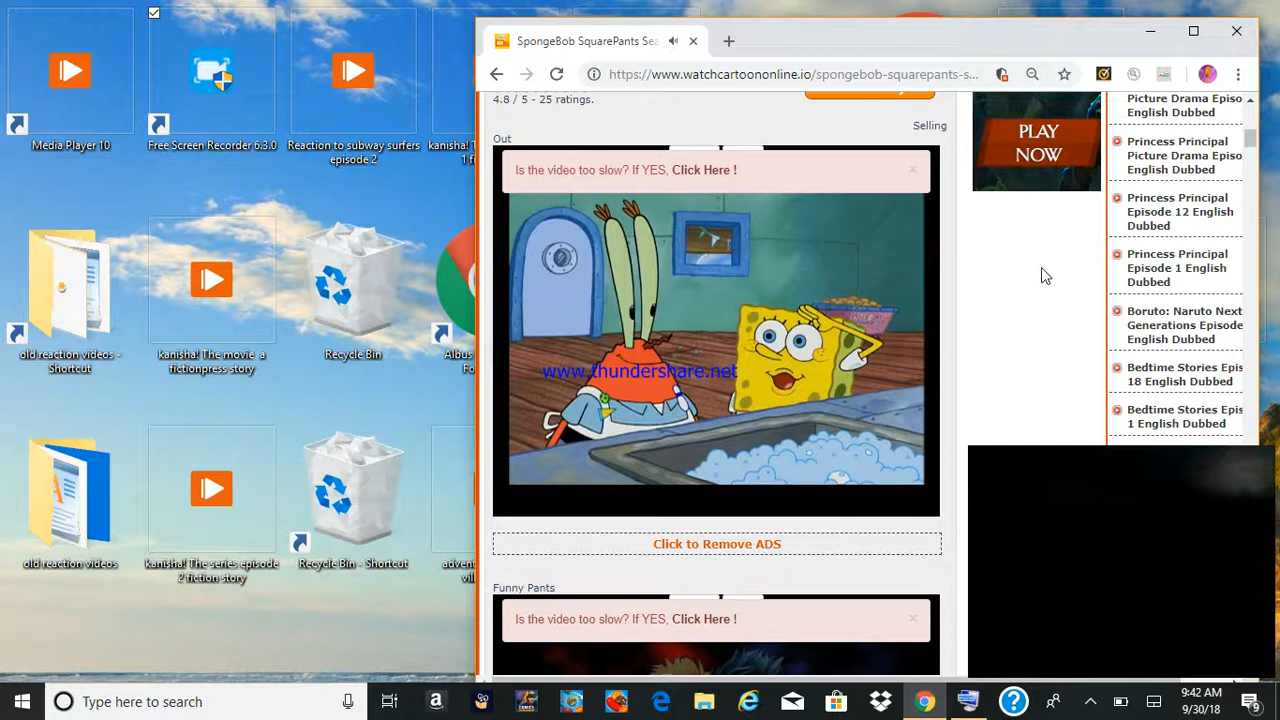 SpongeBob SquarePants Sea
https://www.watchcartoononline.io/spongebob-squarepants-s...
4.8 / 5 - 25 ratings.
Selling
Out
Is the video too slow? If YES, Click Here !
www.thundershare.net
Click to Remove ADS
Funny Pants
Is the video too slow? If YES, Click Here !
PLAY
NOW
Picture Drama Episo
English Dubbed
Princess Principal
Picture Drama Episo
English Dubbed
Princess Principal
Episode 12 English
Dubbed
Princess Principal
Episode 1 English
Dubbed
Boruto: Naruto Next
Generations Episode
English Dubbed
Bedtime Stories Epis
18 English Dubbed
Bedtime Stories Epis
1 English Dubbed
Media Player 10
Free Screen Recorder 6.3.0
Reaction to subway surfers
episode 2
kanisha!
1 f
old reaction videos -
Shortcut
kanisha! The movie a
fictionpress story
Recycle Bin
Albus
Fo
old reaction videos
kanisha! The series episode
2 fiction story
Recycle Bin - Shortcut
adven
vill
Type here to search
9:42 AM
9/30/18